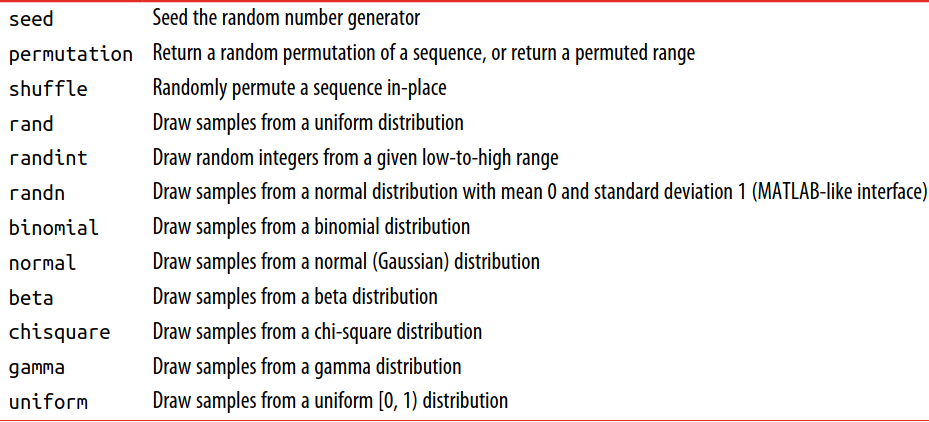 seed Seed the random number generator
permutation Return a random permutation of a sequence, or return a permuted range
shuffle Randomly permute a sequence in-place
rand Draw samples from a uniform distribution
randint Draw random integers from a given low-to-high range
randn Draw samples from a normal distribution with mean 0 and standard deviation 1 (MATLAB-like interface)
binomial Draw samples from a binomial distribution
normal Draw samples from a normal (Gaussian) distribution
beta Draw samples from a beta distribution
chisquare Draw samples from a chi-square distribution
gamma Draw samples from a gamma distribution
uniform Draw samples from a uniform [0, 1) distribution